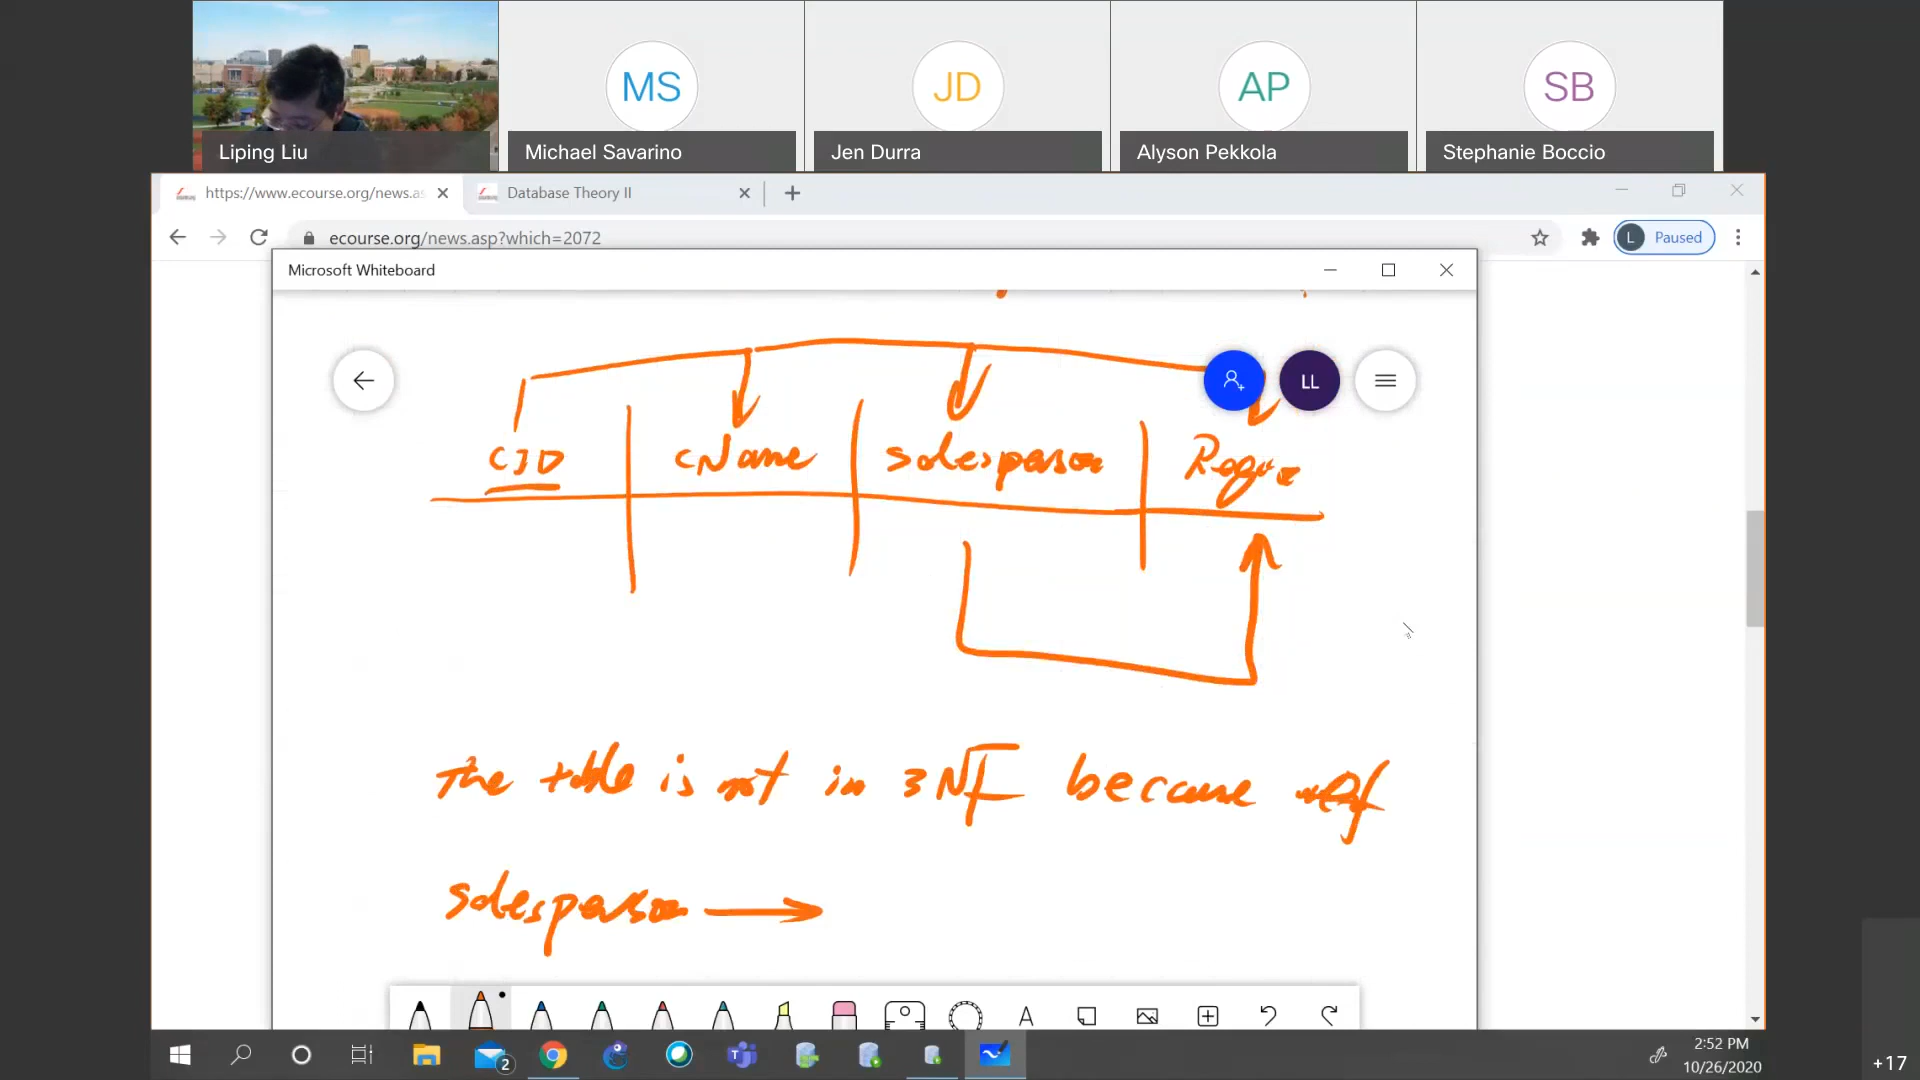 MS JD AP SB
Liping Liu Michael Savarino Jen Durra Alyson Pekkola Stephanie Boccio
https://www.ecourse.org/news.as Database Theory II
ecourse.org/news.asp?which=2072 L Paused
Microsoft Whiteboard
LL
CID cName salesperson Region
The table is not in 3NF because of
salesperson →
A
2
2:52 PM
10/26/2020
+17